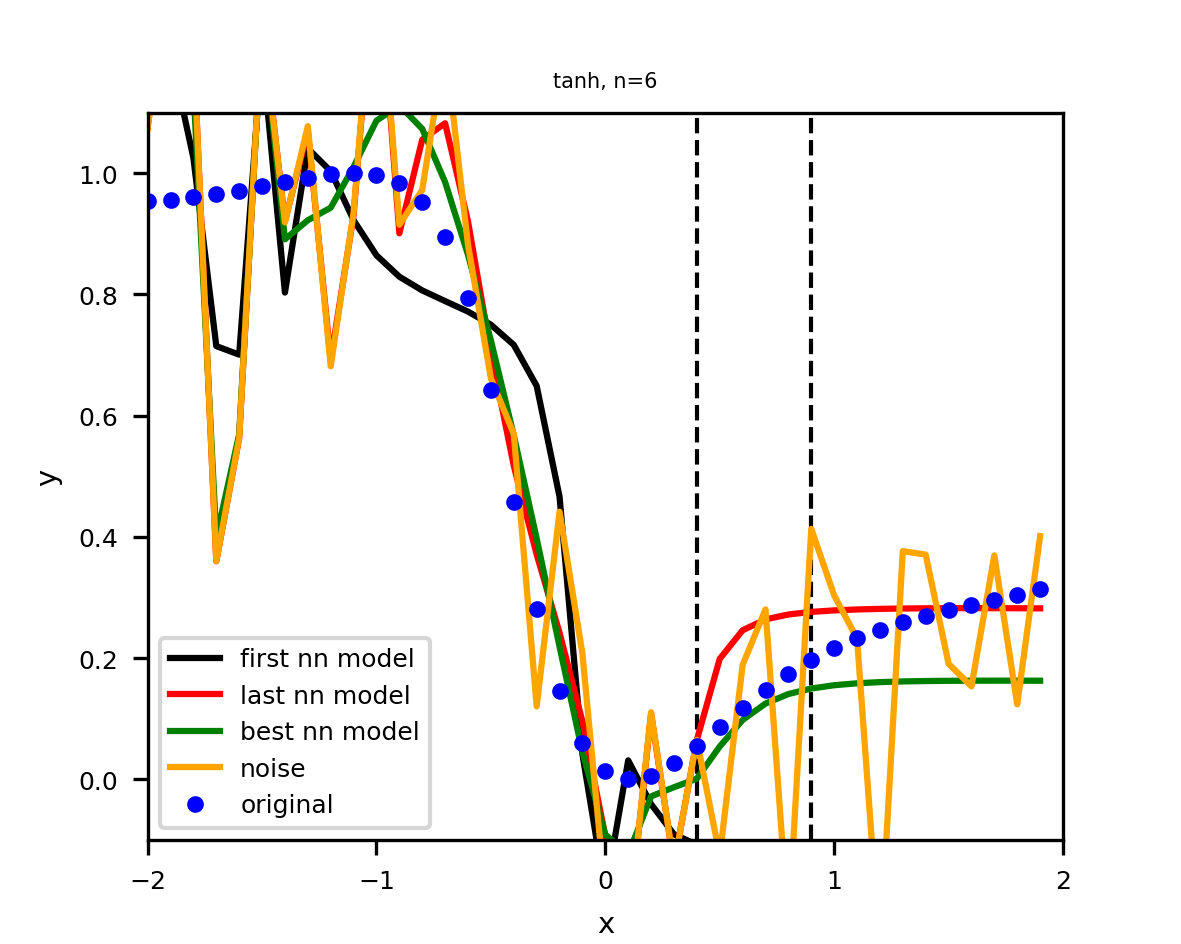 tanh, n=6
1.0
0.8
0.6
0.4
0.2
0.0
y
first nn model
last nn model
best nn model
noise
original
−2
−1
0
1
2
x